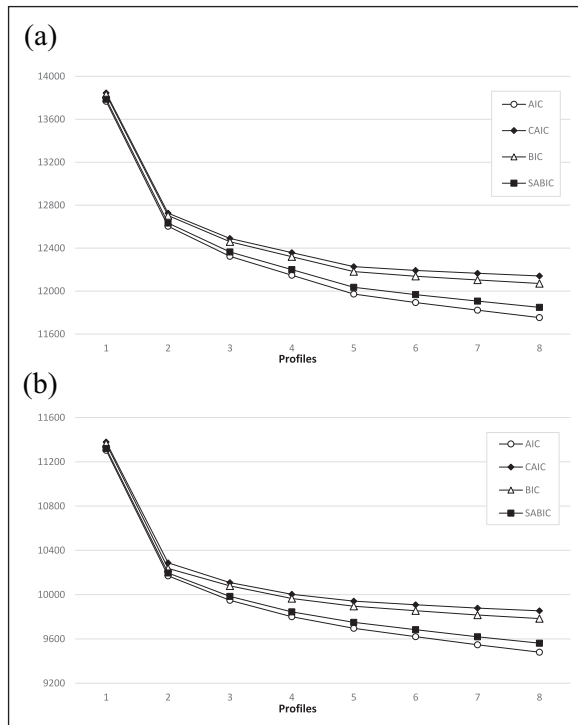 (a)
14000
13600
13200
12800
12400
12000
11600
AIC
CAIC
BIC
SABIC
1 2 3 4 5 6 7 8
Profiles
(b)
11600
11200
10800
10400
10000
9600
9200
AIC
CAIC
BIC
SABIC
1 2 3 4 5 6 7 8
Profiles